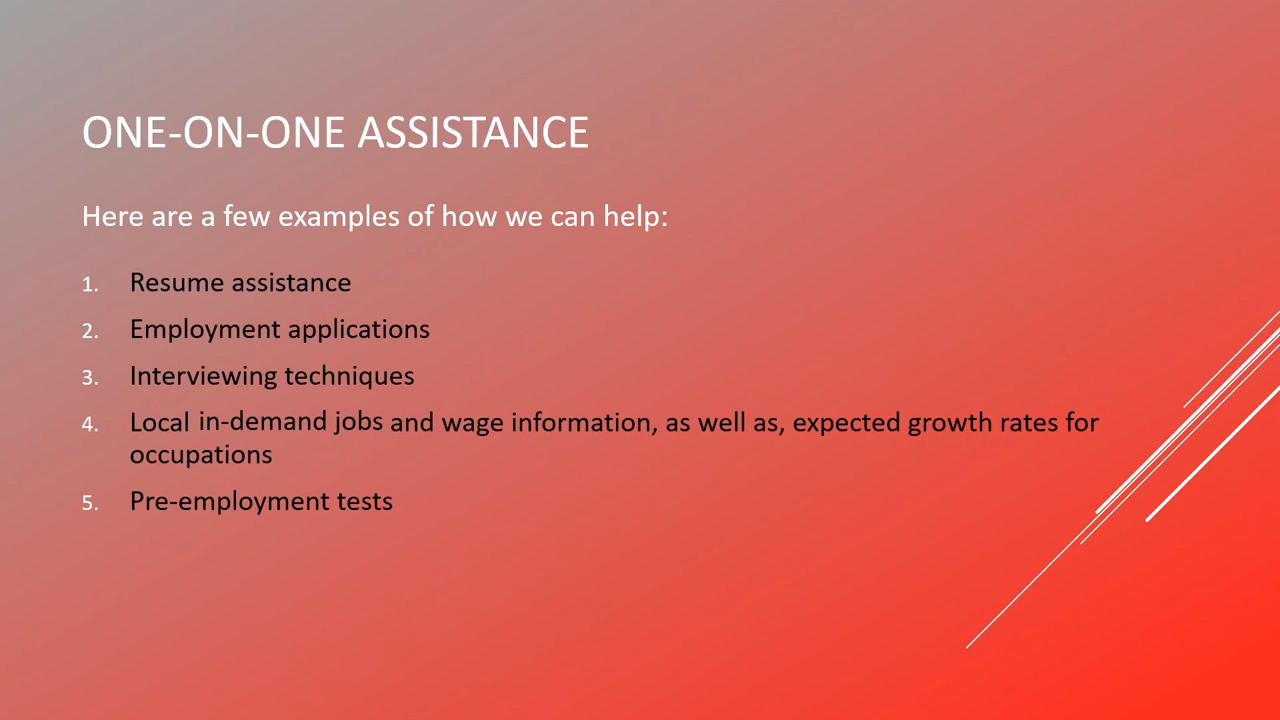 ONE-ON-ONE ASSISTANCE
Here are a few examples of how we can help:
1. Resume assistance
2. Employment applications
3. Interviewing techniques
4. Local in-demand jobs and wage information, as well as, expected growth rates for
occupations
5. Pre-employment tests